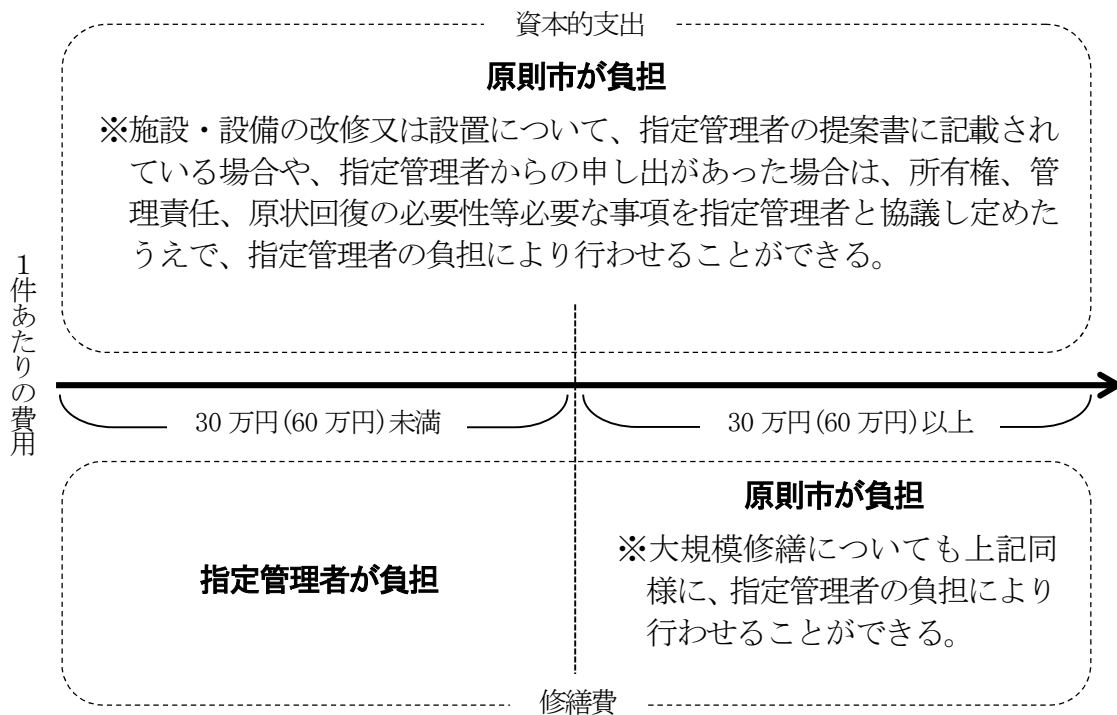 資本的支出
原則市が負担
※施設・設備の改修又は設置について、指定管理者の提案書に記載され
ている場合や、指定管理者からの申し出があった場合は、所有権、管
理責任、原状回復の必要性等必要な事項を指定管理者と協議し定めた
うえで、指定管理者の負担により行わせることができる。
1件あたりの費用
30万円(60万円)未満
30万円(60万円)以上
指定管理者が負担
原則市が負担
※大規模修繕についても上記同
様に、指定管理者の負担により
行わせることができる。
修繕費